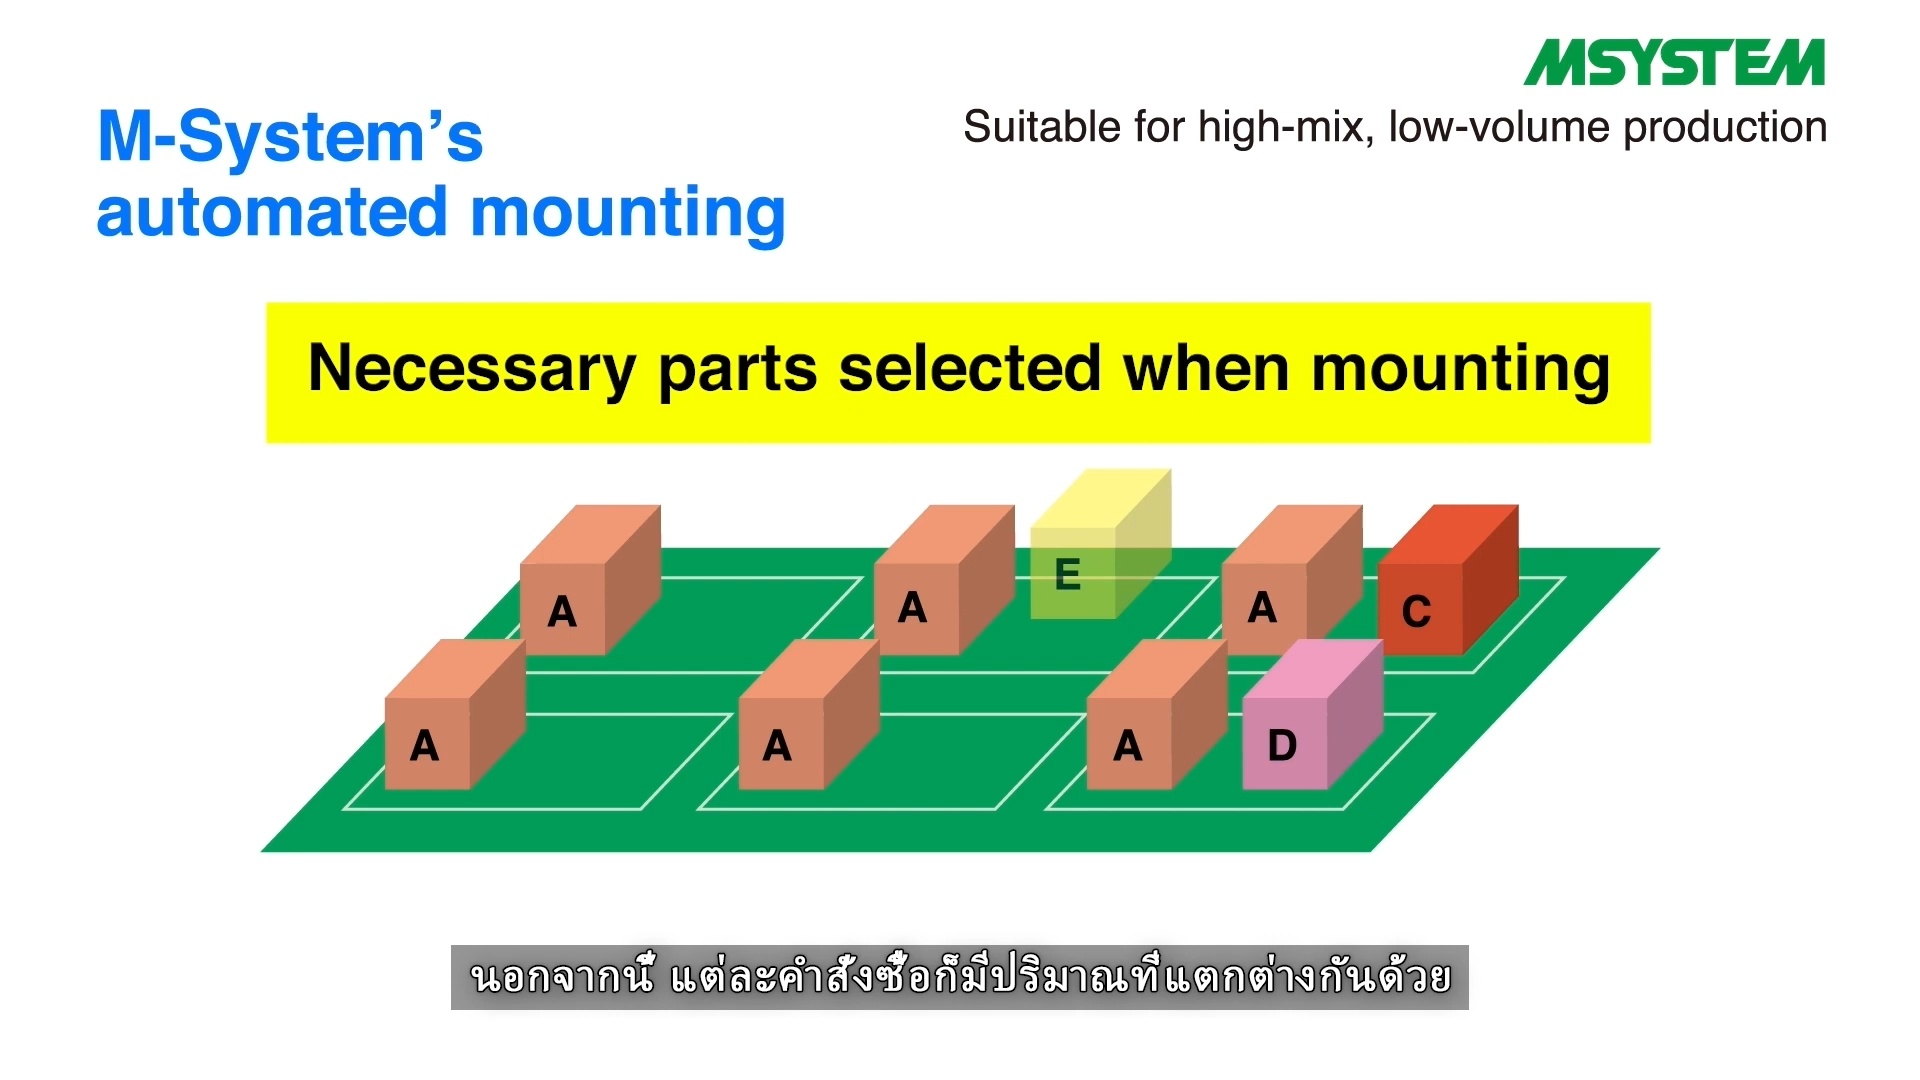 MSYSTEM
Suitable for high-mix, low-volume production
M-System’s
automated mounting
Necessary parts selected when mounting
A A E A C
A A A D
นอกจากนี้ แต่ละคำสั่งซื้อก็มีปริมาณที่แตกต่างกันด้วย